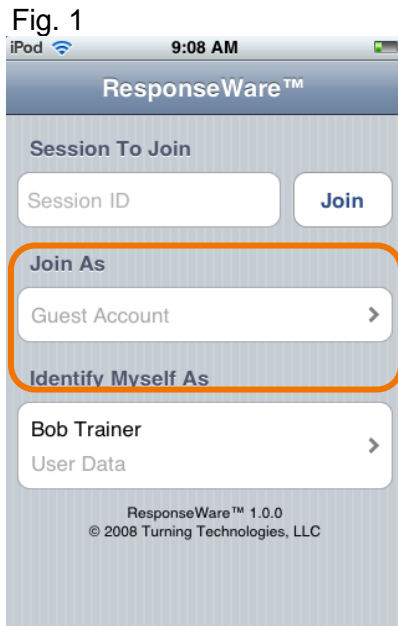 Fig. 1
iPod 9:08 AM
ResponseWare™
Session To Join
Session ID Join
Join As
Guest Account
Identify Myself As
Bob Trainer
User Data
ResponseWare™ 1.0.0
© 2008 Turning Technologies, LLC